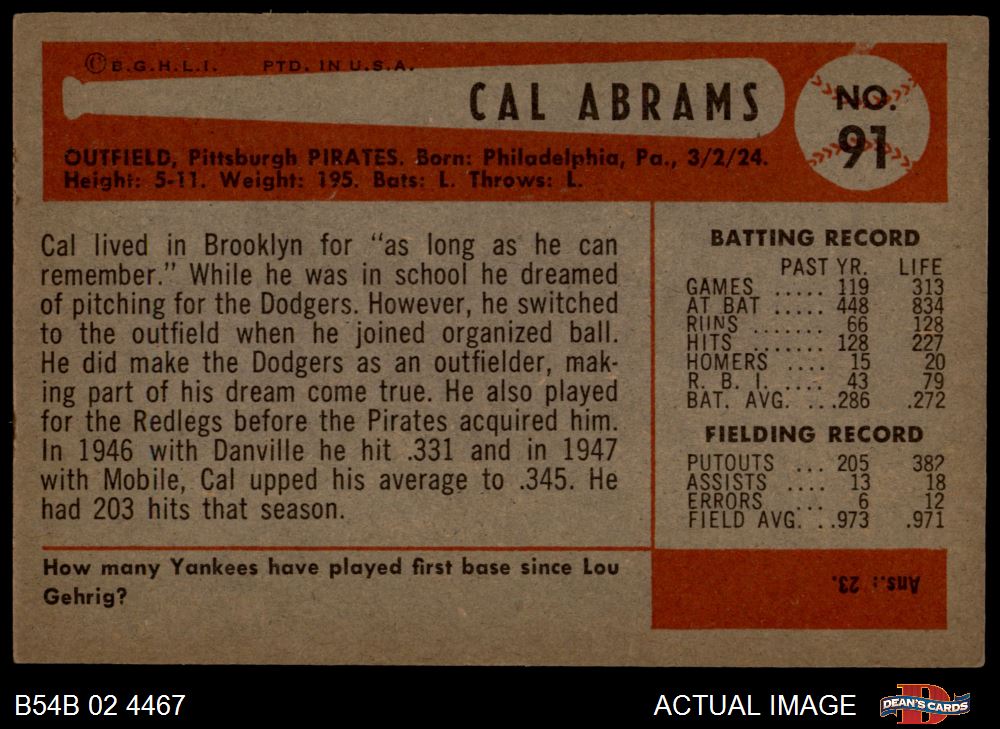 © B.G.H.L.I. PTD. IN U.S.A.
CAL ABRAMS
NO.
91
OUTFIELD, Pittsburgh PIRATES. Born: Philadelphia, Pa., 3/2/24.
Height: 5-11. Weight: 195. Bats: L. Throws: L.
Cal lived in Brooklyn for "as long as he can
remember." While he was in school he dreamed
of pitching for the Dodgers. However, he switched
to the outfield when he joined organized ball.
He did make the Dodgers as an outfielder, mak-
ing part of his dream come true. He also played
for the Redlegs before the Pirates acquired him.
In 1946 with Danville he hit .331 and in 1947
with Mobile, Cal upped his average to .345. He
had 203 hits that season.
BATTING RECORD
PAST YR. LIFE
GAMES ..... 119 313
AT BAT ..... 448 834
RUNS ....... 66 128
HITS ....... 128 227
HOMERS .... 15 20
R. B. I. .... 43 79
BAT. AVG. ...286 .272
FIELDING RECORD
PUTOUTS ... 205 382
ASSISTS .... 13 18
ERRORS ... 6 12
FIELD AVG. ..973 .971
How many Yankees have played first base since Lou
Gehrig?
Ans.: 23.
B54B 02 4467
ACTUAL IMAGE
DEAN'S CARDS